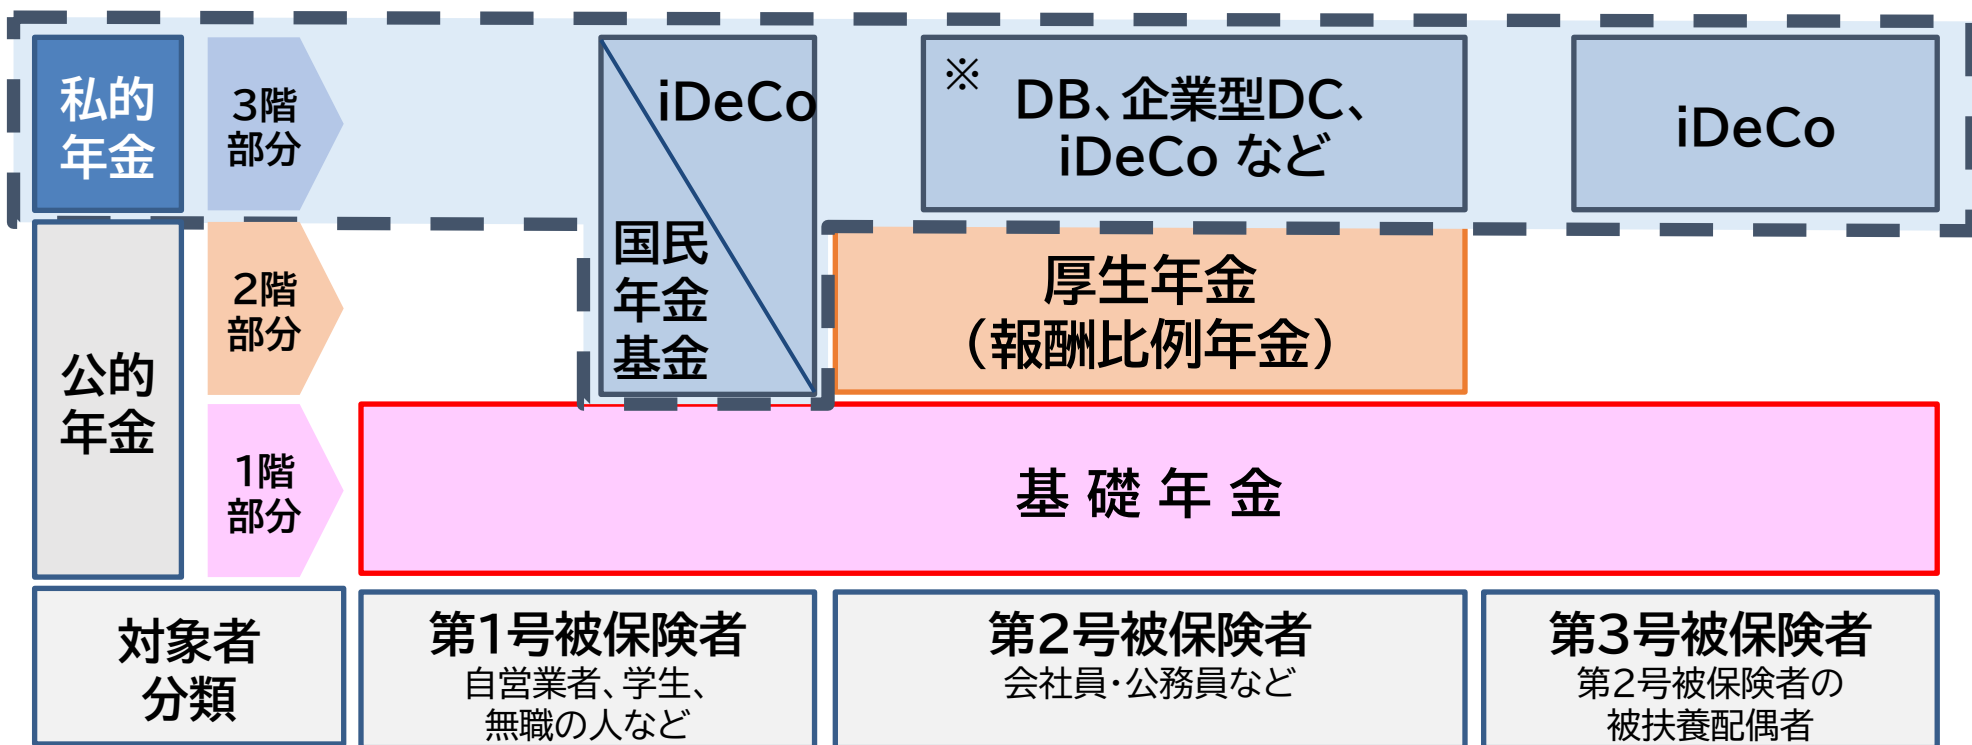 私的
年金
3階
部分
iDeCo
国民
年金
基金
※
DB、企業型DC、
iDeCo など
iDeCo
公的
年金
2階
部分
厚生年金
（報酬比例年金）
1階
部分
基 礎 年 金
対象者
分類
第1号被保険者
自営業者、学生、
無職の人など
第2号被保険者
会社員・公務員など
第3号被保険者
第2号被保険者の
被扶養配偶者